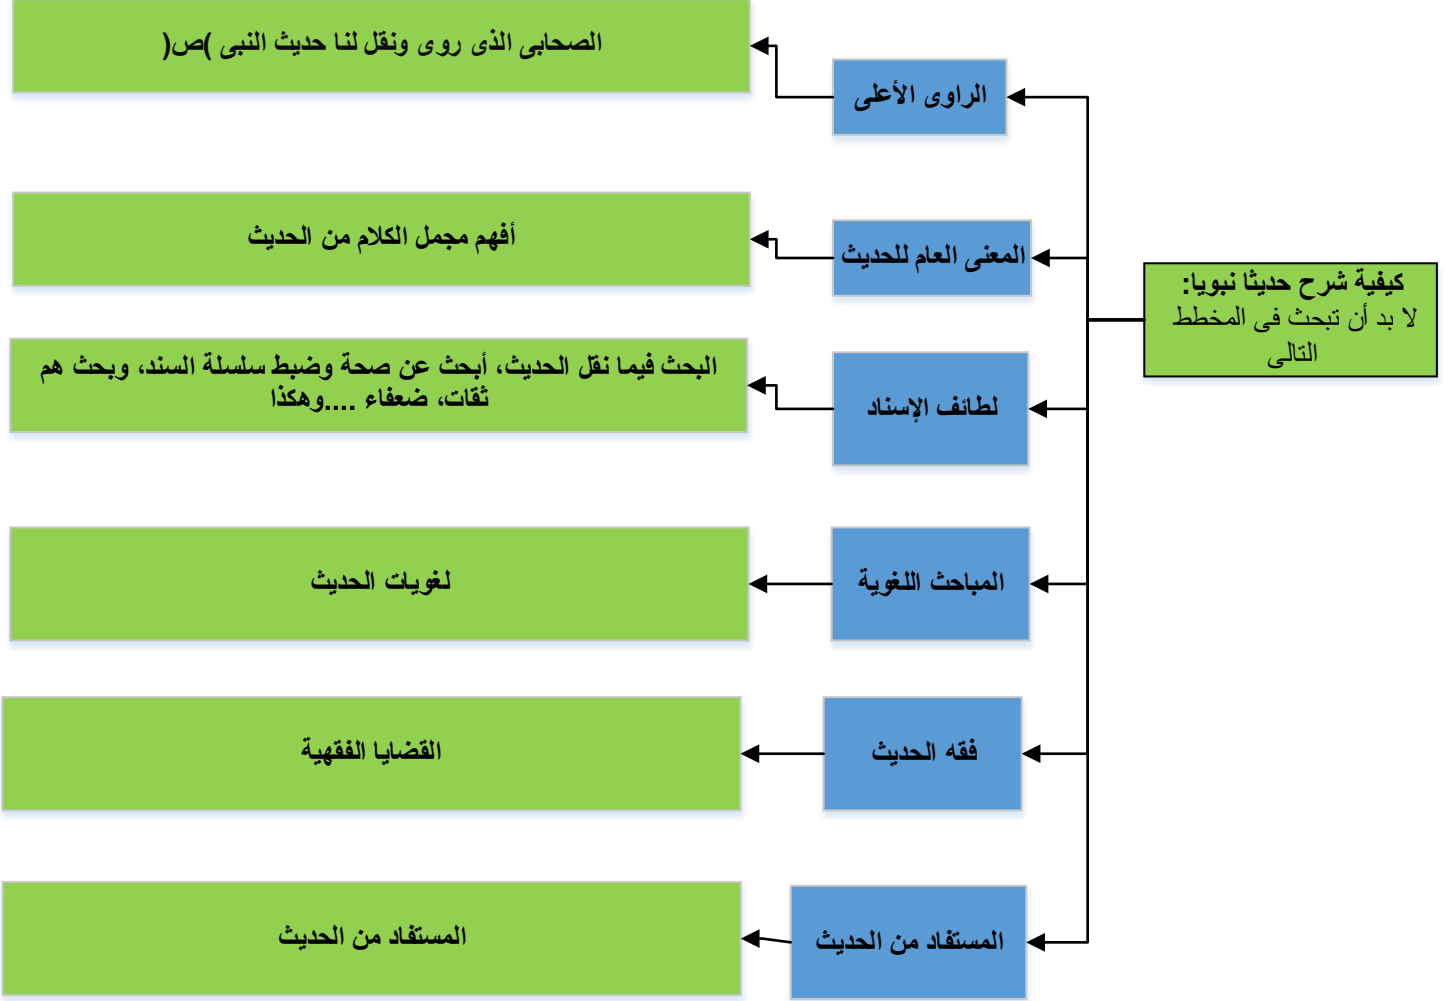 كيفية شرح حديثا نبويا:
لا بد أن تبحث فى المخطط
التالى
الراوى الأعلى
الصحابى الذى روى ونقل لنا حديث النبى )ص(
المعنى العام للحديث
أفهم مجمل الكلام من الحديث
لطائف الإسناد
البحث فيما نقل الحديث، أبحث عن صحة وضبط سلسلة السند، وبحث هم
ثقات، ضعفاء ....وهكذا
المباحث اللغوية
لغويات الحديث
فقه الحديث
القضايا الفقهية
المستفاد من الحديث
المستفاد من الحديث